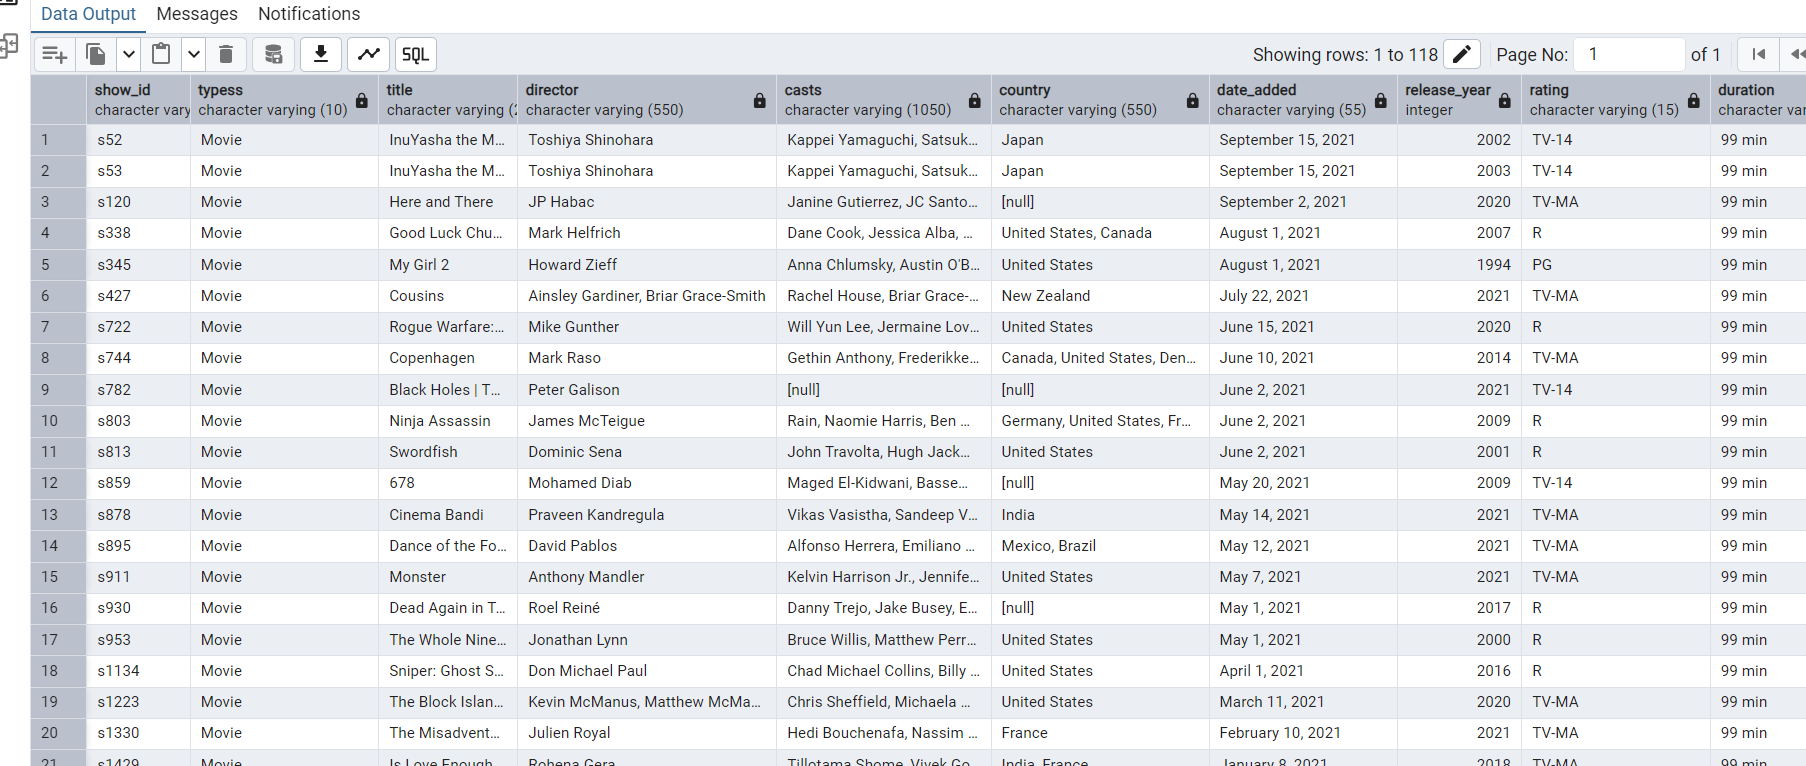 Data Output Messages Notifications
SQL Showing rows: 1 to 118 Page No: 1 of 1
show_id typess title director casts country date_added release_year rating duration
character vary character varying (10) character varying (2 character varying (550) character varying (1050) character varying (550) character varying (55) integer character varying (15) character var
1 s52 Movie InuYasha the M... Toshiya Shinohara Kappei Yamaguchi, Satsuk... Japan September 15, 2021 2002 TV-14 99 min
2 s53 Movie InuYasha the M... Toshiya Shinohara Kappei Yamaguchi, Satsuk... Japan September 15, 2021 2003 TV-14 99 min
3 s120 Movie Here and There JP Habac Janine Gutierrez, JC Santo... [null] September 2, 2021 2020 TV-MA 99 min
4 s338 Movie Good Luck Chu... Mark Helfrich Dane Cook, Jessica Alba, ... United States, Canada August 1, 2021 2007 R 99 min
5 s345 Movie My Girl 2 Howard Zieff Anna Chlumsky, Austin O'B... United States August 1, 2021 1994 PG 99 min
6 s427 Movie Cousins Ainsley Gardiner, Briar Grace-Smith Rachel House, Briar Grace-... New Zealand July 22, 2021 2021 TV-MA 99 min
7 s722 Movie Rogue Warfare:... Mike Gunther Will Yun Lee, Jermaine Lov... United States June 15, 2021 2020 R 99 min
8 s744 Movie Copenhagen Mark Raso Gethin Anthony, Frederikke... Canada, United States, Den... June 10, 2021 2014 TV-MA 99 min
9 s782 Movie Black Holes | T... Peter Galison [null] [null] June 2, 2021 2021 TV-14 99 min
10 s803 Movie Ninja Assassin James McTeigue Rain, Naomie Harris, Ben ... Germany, United States, Fr... June 2, 2021 2009 R 99 min
11 s813 Movie Swordfish Dominic Sena John Travolta, Hugh Jack... United States June 2, 2021 2001 R 99 min
12 s859 Movie 678 Mohamed Diab Maged El-Kidwani, Basse... [null] May 20, 2021 2009 TV-14 99 min
13 s878 Movie Cinema Bandi Praveen Kandregula Vikas Vasistha, Sandeep V... India May 14, 2021 2021 TV-MA 99 min
14 s895 Movie Dance of the Fo... David Pablos Alfonso Herrera, Emiliano ... Mexico, Brazil May 12, 2021 2021 TV-MA 99 min
15 s911 Movie Monster Anthony Mandler Kelvin Harrison Jr., Jennife... United States May 7, 2021 2021 TV-MA 99 min
16 s930 Movie Dead Again in T... Roel Reiné Danny Trejo, Jake Busey, E... [null] May 1, 2021 2017 R 99 min
17 s953 Movie The Whole Nine... Jonathan Lynn Bruce Willis, Matthew Perr... United States May 1, 2021 2000 R 99 min
18 s1134 Movie Sniper: Ghost S... Don Michael Paul Chad Michael Collins, Billy ... United States April 1, 2021 2016 R 99 min
19 s1223 Movie The Block Islan... Kevin McManus, Matthew McMa... Chris Sheffield, Michaela ... United States March 11, 2021 2020 TV-MA 99 min
20 s1330 Movie The Misadvent... Julien Royal Hedi Bouchenafa, Nassim ... France February 10, 2021 2021 TV-MA 99 min
21 s1429 Movie Is Love Enough Rohena Gera Tillotama Shome, Vivek Go... India, France January 8, 2021 2018 TV-MA 99 min